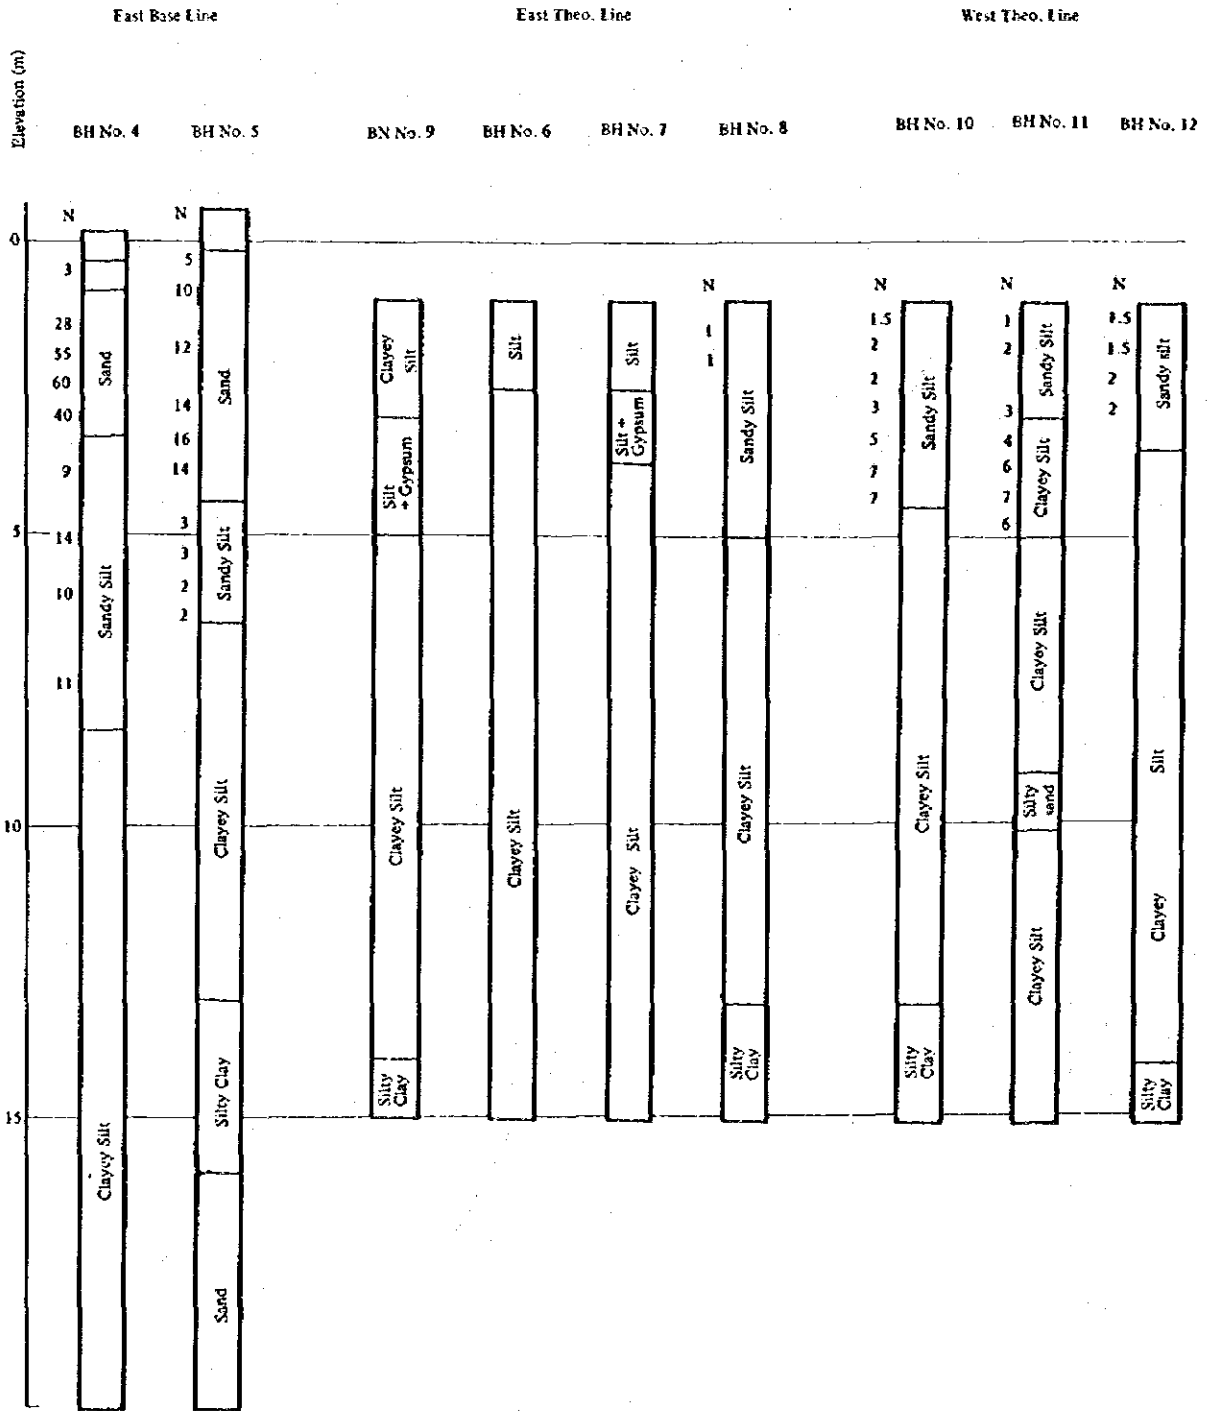 East Base Line
East Theo. Line
West Theo. Line
Elevation (m)
BH No. 4
BH No. 5
BN No. 9
BH No. 6
BH No. 7
BH No. 8
BH No. 10
BH No. 11
BH No. 12
0
5
10
15
N
3
28
55
60
40
9
14
10
11
Sand
Sandy Silt
Clayey Silt
N
5
10
12
14
16
14
3
3
2
2
Sand
Sandy Silt
Clayey Silt
Silty Clay
Sand
Clayey
Silt
Silt
+ Gypsum
Clayey Silt
Silty
Clay
Silt
Clayey Silt
Silt
Silt +
Gypsum
Clayey Silt
N
1
1
Sandy Silt
Clayey Silt
Silty
Clay
N
1.5
2
2
3
5
7
7
Sandy Silt
Clayey Silt
Silty
Clay
N
1
2
3
4
6
7
6
Sandy Silt
Clayey Silt
Clayey Silt
Silty
sand
Clayey Silt
N
1.5
1.5
2
2
Sandy silt
Clayey Silt
Silty
Clay